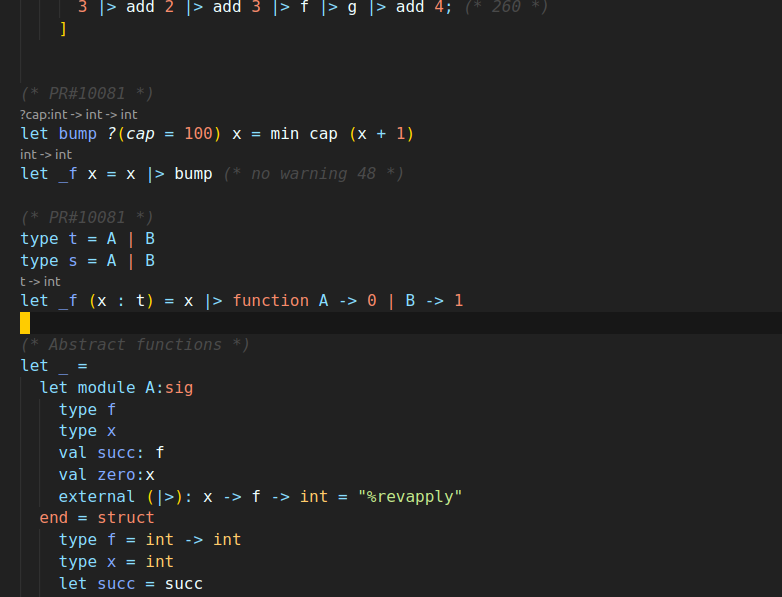 3 |> add 2 |> add 3 |> f |> g |> add 4; (* 260 *)
]
(* PR#10081 *)
?cap:int -> int -> int
let bump ?(cap = 100) x = min cap (x + 1)
int -> int
let _f x = x |> bump (* no warning 48 *)
(* PR#10081 *)
type t = A | B
type s = A | B
t -> int
let _f (x : t) = x |> function A -> 0 | B -> 1
(* Abstract functions *)
let _ =
let module A:sig
type f
type x
val succ: f
val zero:x
external (|>): x -> f -> int = "%revapply"
end = struct
type f = int -> int
type x = int
let succ = succ